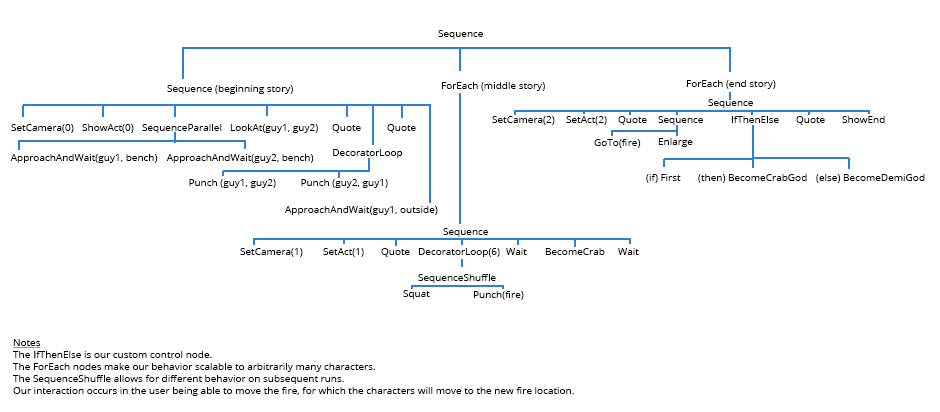 Sequence
Sequence (beginning story)
ForEach (middle story)
ForEach (end story)
Sequence
SetCamera(0) ShowAct(0) SequenceParallel LookAt(guy1, guy2) Quote Quote
SetCamera(2) SetAct(2) Quote Sequence IfThenElse Quote ShowEnd
GoTo(fire) Enlarge
DecoratorLoop
ApproachAndWait(guy1, bench) ApproachAndWait(guy2, bench)
(if) First (then) BecomeCrabGod (else) BecomeDemiGod
Punch (guy1, guy2) Punch (guy2, guy1)
ApproachAndWait(guy1, outside)
Sequence
SetCamera(1) SetAct(1) Quote DecoratorLoop(6) Wait BecomeCrab Wait
SequenceShuffle
Squat Punch(fire)
Notes
The IfThenElse is our custom control node.
The ForEach nodes make our behavior scalable to arbitrarily many characters.
The SequenceShuffle allows for different behavior on subsequent runs.
Our interaction occurs in the user being able to move the fire, for which the characters will move to the new fire location.